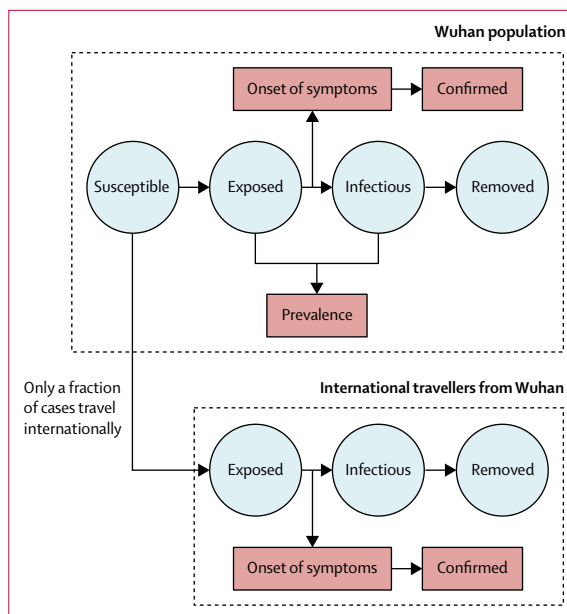 Wuhan population
Onset of symptoms
Confirmed
Susceptible
Exposed
Infectious
Removed
Prevalence
Only a fraction
of cases travel
internationally
International travellers from Wuhan
Exposed
Infectious
Removed
Onset of symptoms
Confirmed